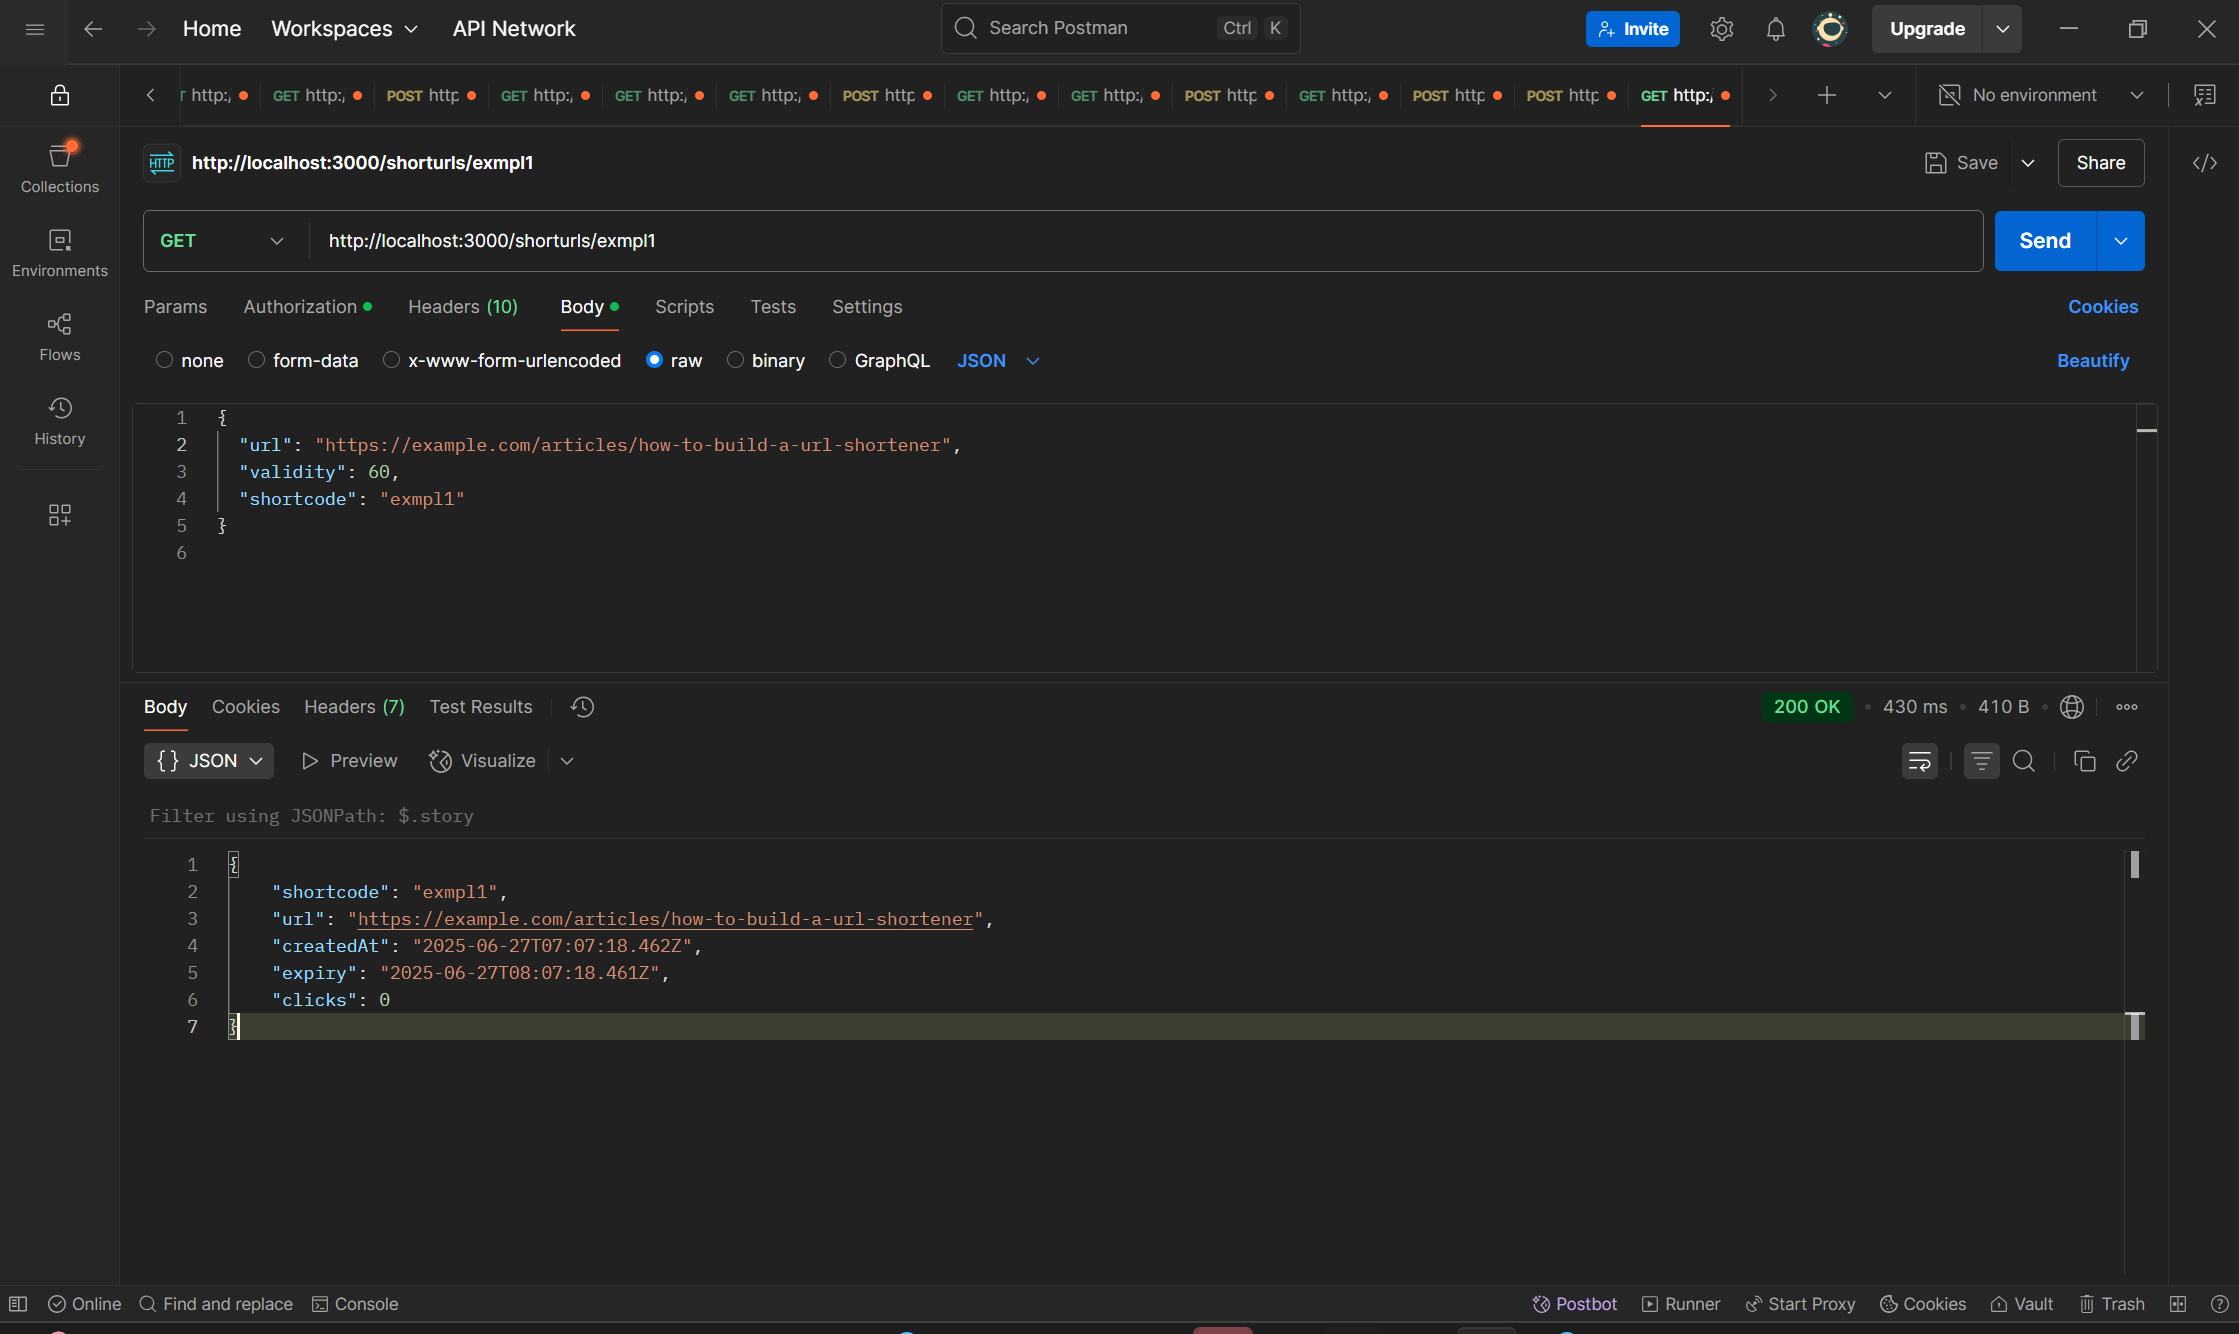 Home Workspaces API Network Search Postman Ctrl K Invite Upgrade
http:/ GET http:/ POST http GET http:/ GET http:/ GET http:/ POST http GET http:/ GET http:/ POST http GET http:/ POST http POST http GET http:/ No environment
Collections
Environments
Flows
History
HTTP http://localhost:3000/shorturls/exmpl1 Save Share
GET http://localhost:3000/shorturls/exmpl1 Send
Params Authorization Headers (10) Body Scripts Tests Settings Cookies
none form-data x-www-form-urlencoded raw binary GraphQL JSON Beautify
1 {
2 "url": "https://example.com/articles/how-to-build-a-url-shortener",
3 "validity": 60,
4 "shortcode": "exmpl1"
5 }
6
Body Cookies Headers (7) Test Results 200 OK • 430 ms • 410 B •
{} JSON Preview Visualize
Filter using JSONPath: $.story
1 {
2 "shortcode": "exmpl1",
3 "url": "https://example.com/articles/how-to-build-a-url-shortener",
4 "createdAt": "2025-06-27T07:07:18.462Z",
5 "expiry": "2025-06-27T08:07:18.461Z",
6 "clicks": 0
7 }
Online Find and replace Console Postbot Runner Start Proxy Cookies Vault Trash